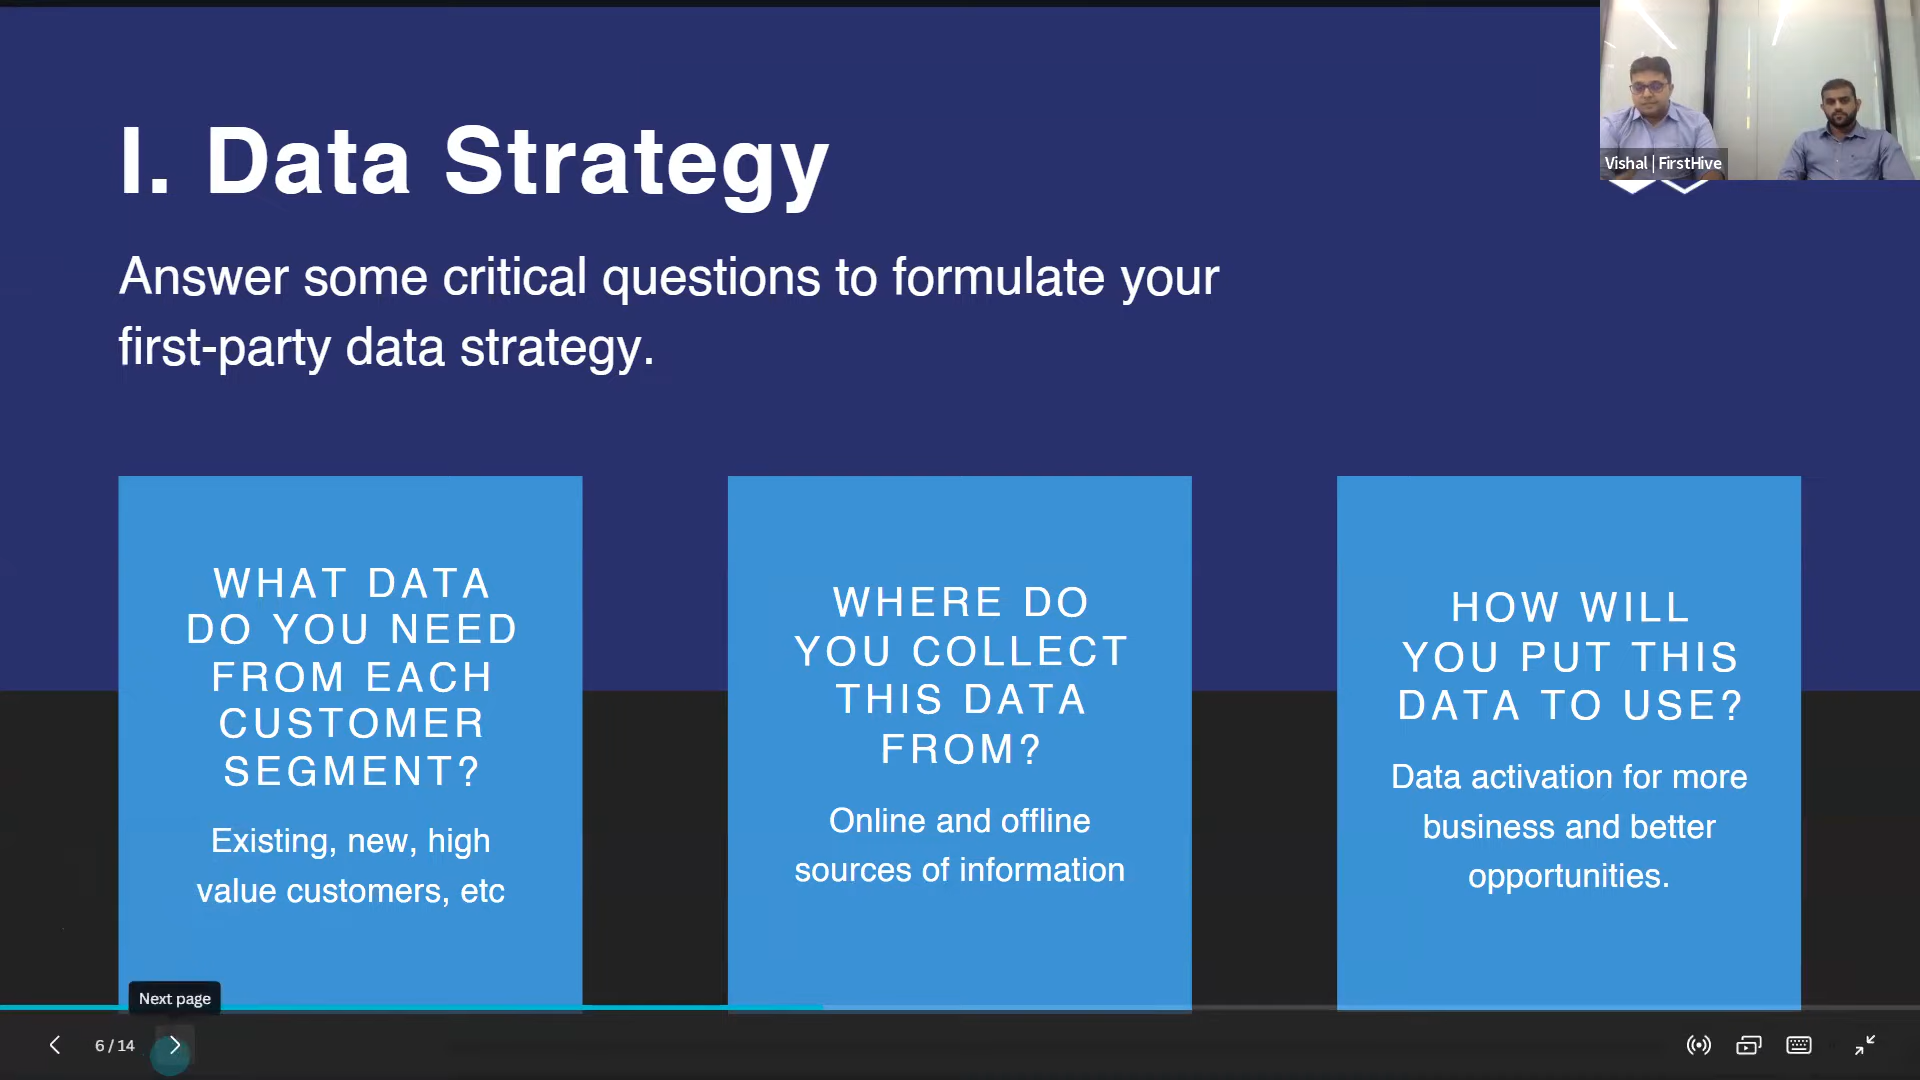 I. Data Strategy
Answer some critical questions to formulate your
first-party data strategy.
Vishal | FirstHive
WHAT DATA
DO YOU NEED
FROM EACH
CUSTOMER
SEGMENT?
Existing, new, high
value customers, etc
WHERE DO
YOU COLLECT
THIS DATA
FROM?
Online and offline
sources of information
HOW WILL
YOU PUT THIS
DATA TO USE?
Data activation for more
business and better
opportunities.
Next page
6 / 14